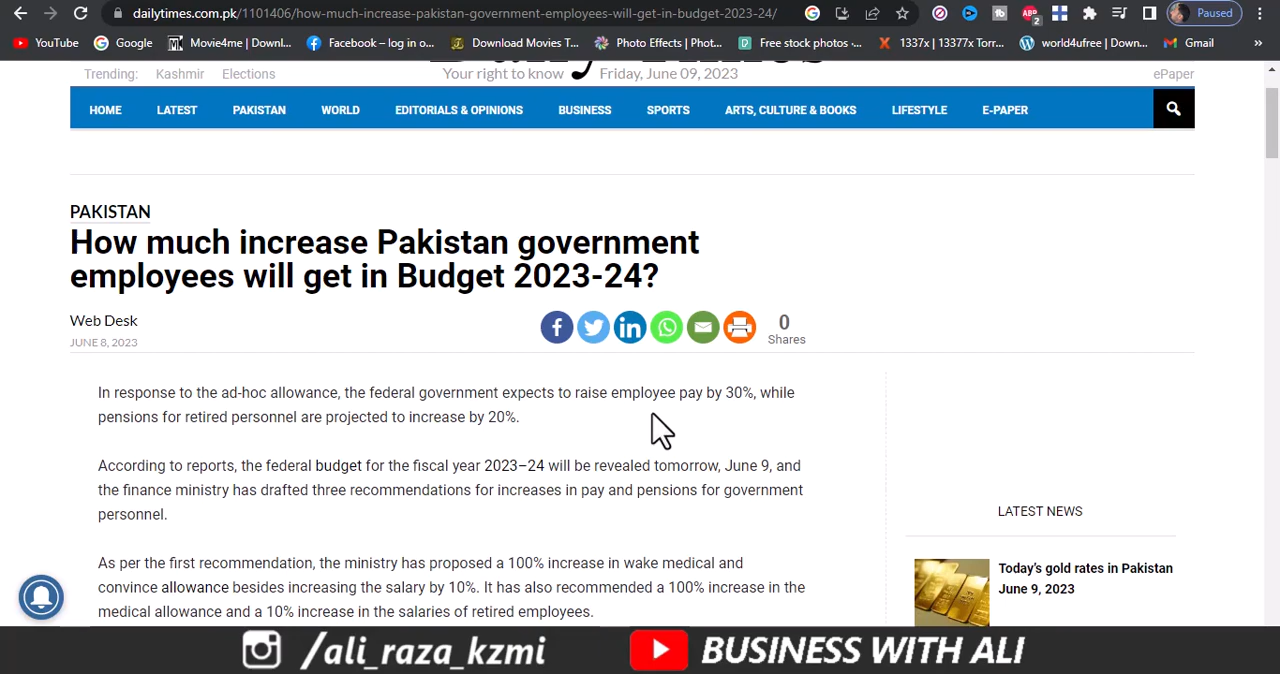 dailytimes.com.pk/1101406/how-much-increase-pakistan-government-employees-will-get-in-budget-2023-24/
2
Paused
YouTube
Google
Movie4me | Downl...
Facebook – log in o...
Download Movies T...
Photo Effects | Phot...
Free stock photos -...
1337x | 13377x Torr...
world4ufree | Down...
Gmail
»
Trending: Kashmir Elections
Your right to know
Friday, June 09, 2023
ePaper
HOME LATEST PAKISTAN WORLD EDITORIALS & OPINIONS BUSINESS SPORTS ARTS, CULTURE & BOOKS LIFESTYLE E-PAPER
PAKISTAN
How much increase Pakistan government
employees will get in Budget 2023-24?
Web Desk
JUNE 8, 2023
0
Shares
In response to the ad-hoc allowance, the federal government expects to raise employee pay by 30%, while
pensions for retired personnel are projected to increase by 20%.
According to reports, the federal budget for the fiscal year 2023–24 will be revealed tomorrow, June 9, and
the finance ministry has drafted three recommendations for increases in pay and pensions for government
personnel.
As per the first recommendation, the ministry has proposed a 100% increase in wake medical and
convince allowance besides increasing the salary by 10%. It has also recommended a 100% increase in the
medical allowance and a 10% increase in the salaries of retired employees.
LATEST NEWS
Today's gold rates in Pakistan
June 9, 2023
/ali_raza_kzmi
BUSINESS WITH ALI